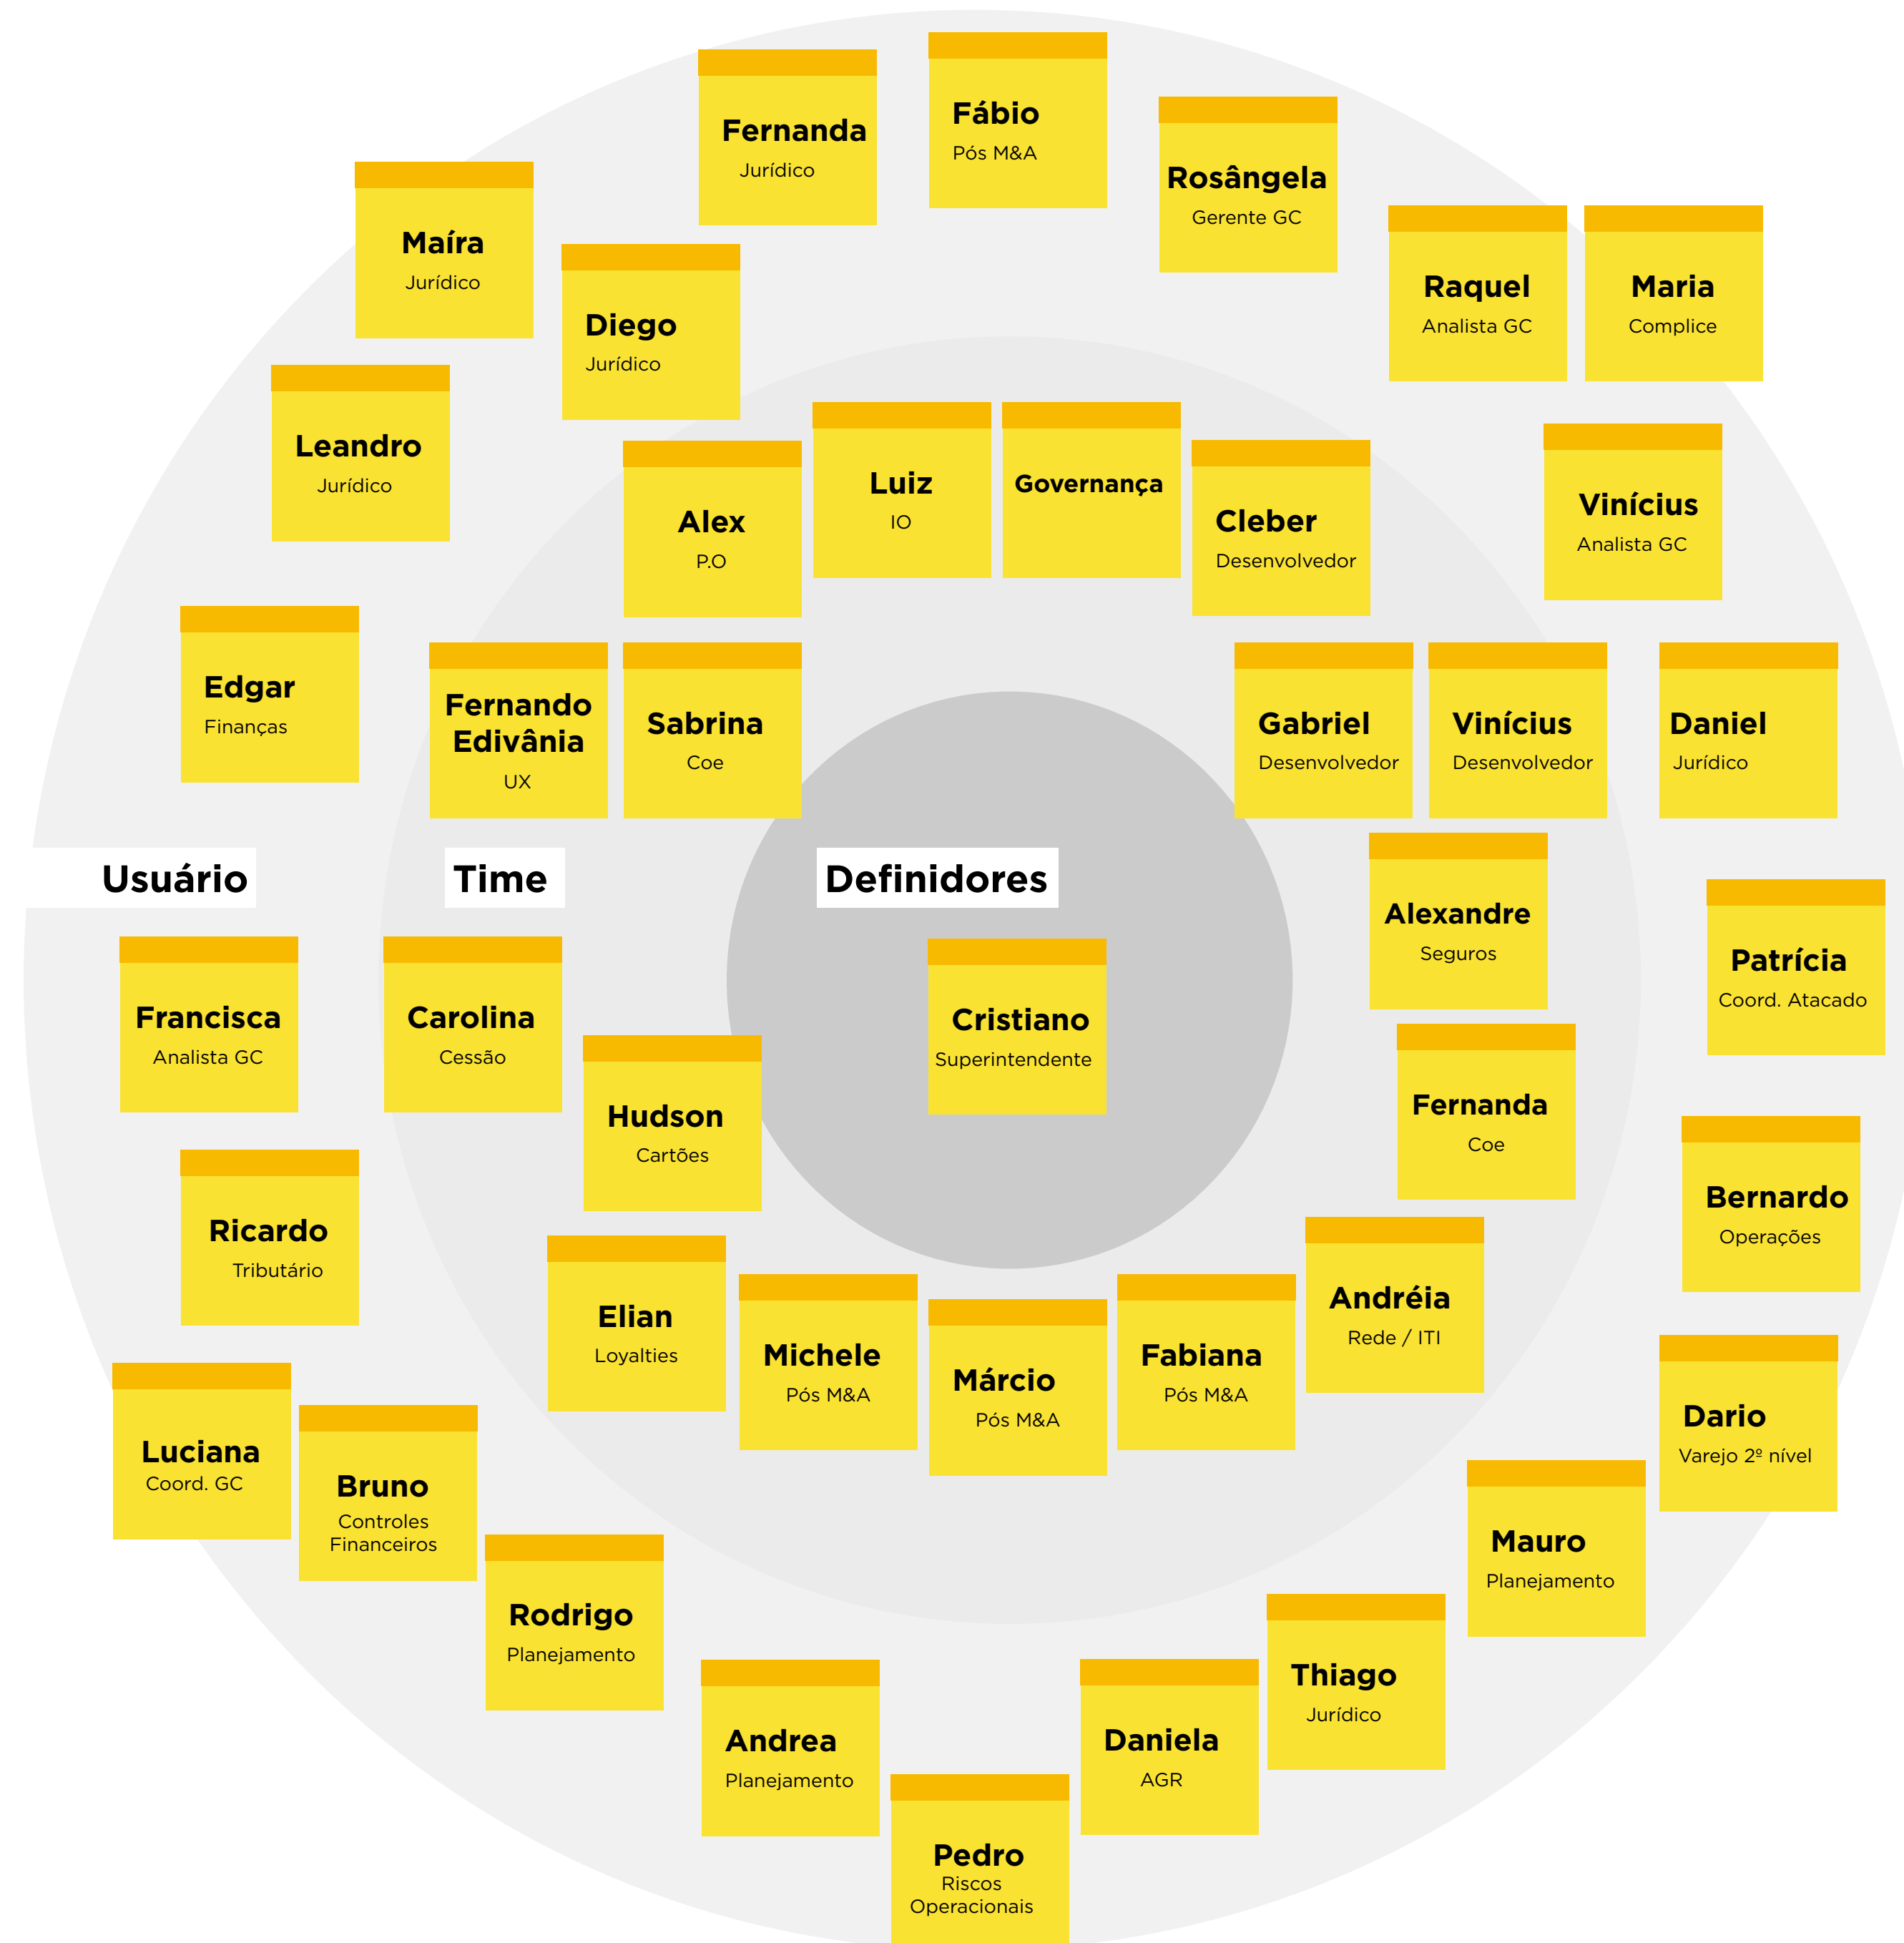 Fábio
Pós M&A
Fernanda
Jurídico
Rosângela
Gerente GC
Maíra
Jurídico
Raquel
Analista GC
Maria
Complice
Diego
Jurídico
Leandro
Jurídico
Luiz
IO
Governança
Alex
P.O
Cleber
Desenvolvedor
Vinícius
Analista GC
Edgar
Finanças
Fernando
Edivânia
UX
Sabrina
Coe
Gabriel
Desenvolvedor
Vinícius
Desenvolvedor
Daniel
Jurídico
Usuário
Time
Definidores
Alexandre
Seguros
Patrícia
Coord. Atacado
Francisca
Analista GC
Carolina
Cessão
Cristiano
Superintendente
Hudson
Cartões
Fernanda
Coe
Bernardo
Operações
Ricardo
Tributário
Elian
Loyalties
Andréia
Rede / ITI
Michele
Pós M&A
Márcio
Pós M&A
Fabiana
Pós M&A
Dario
Varejo 2º nível
Luciana
Coord. GC
Bruno
Controles
Financeiros
Mauro
Planejamento
Rodrigo
Planejamento
Thiago
Jurídico
Andrea
Planejamento
Daniela
AGR
Pedro
Riscos
Operacionais